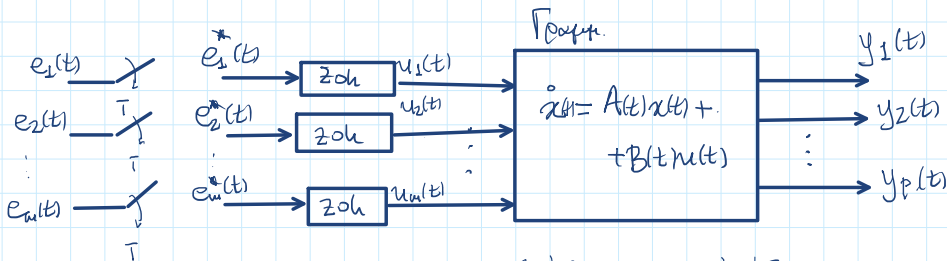 Γραμμ.
e₁(t)
T
e₁*(t)
zoh
u₁(t)
e₂(t)
T
e₂*(t)
zoh
u₂(t)
⋮
eₘ(t)
T
eₘ*(t)
zoh
uₘ(t)
ẋ(t) = A(t)x(t) +
+B(t)u(t)
y₁(t)
y₂(t)
⋮
yₚ(t)